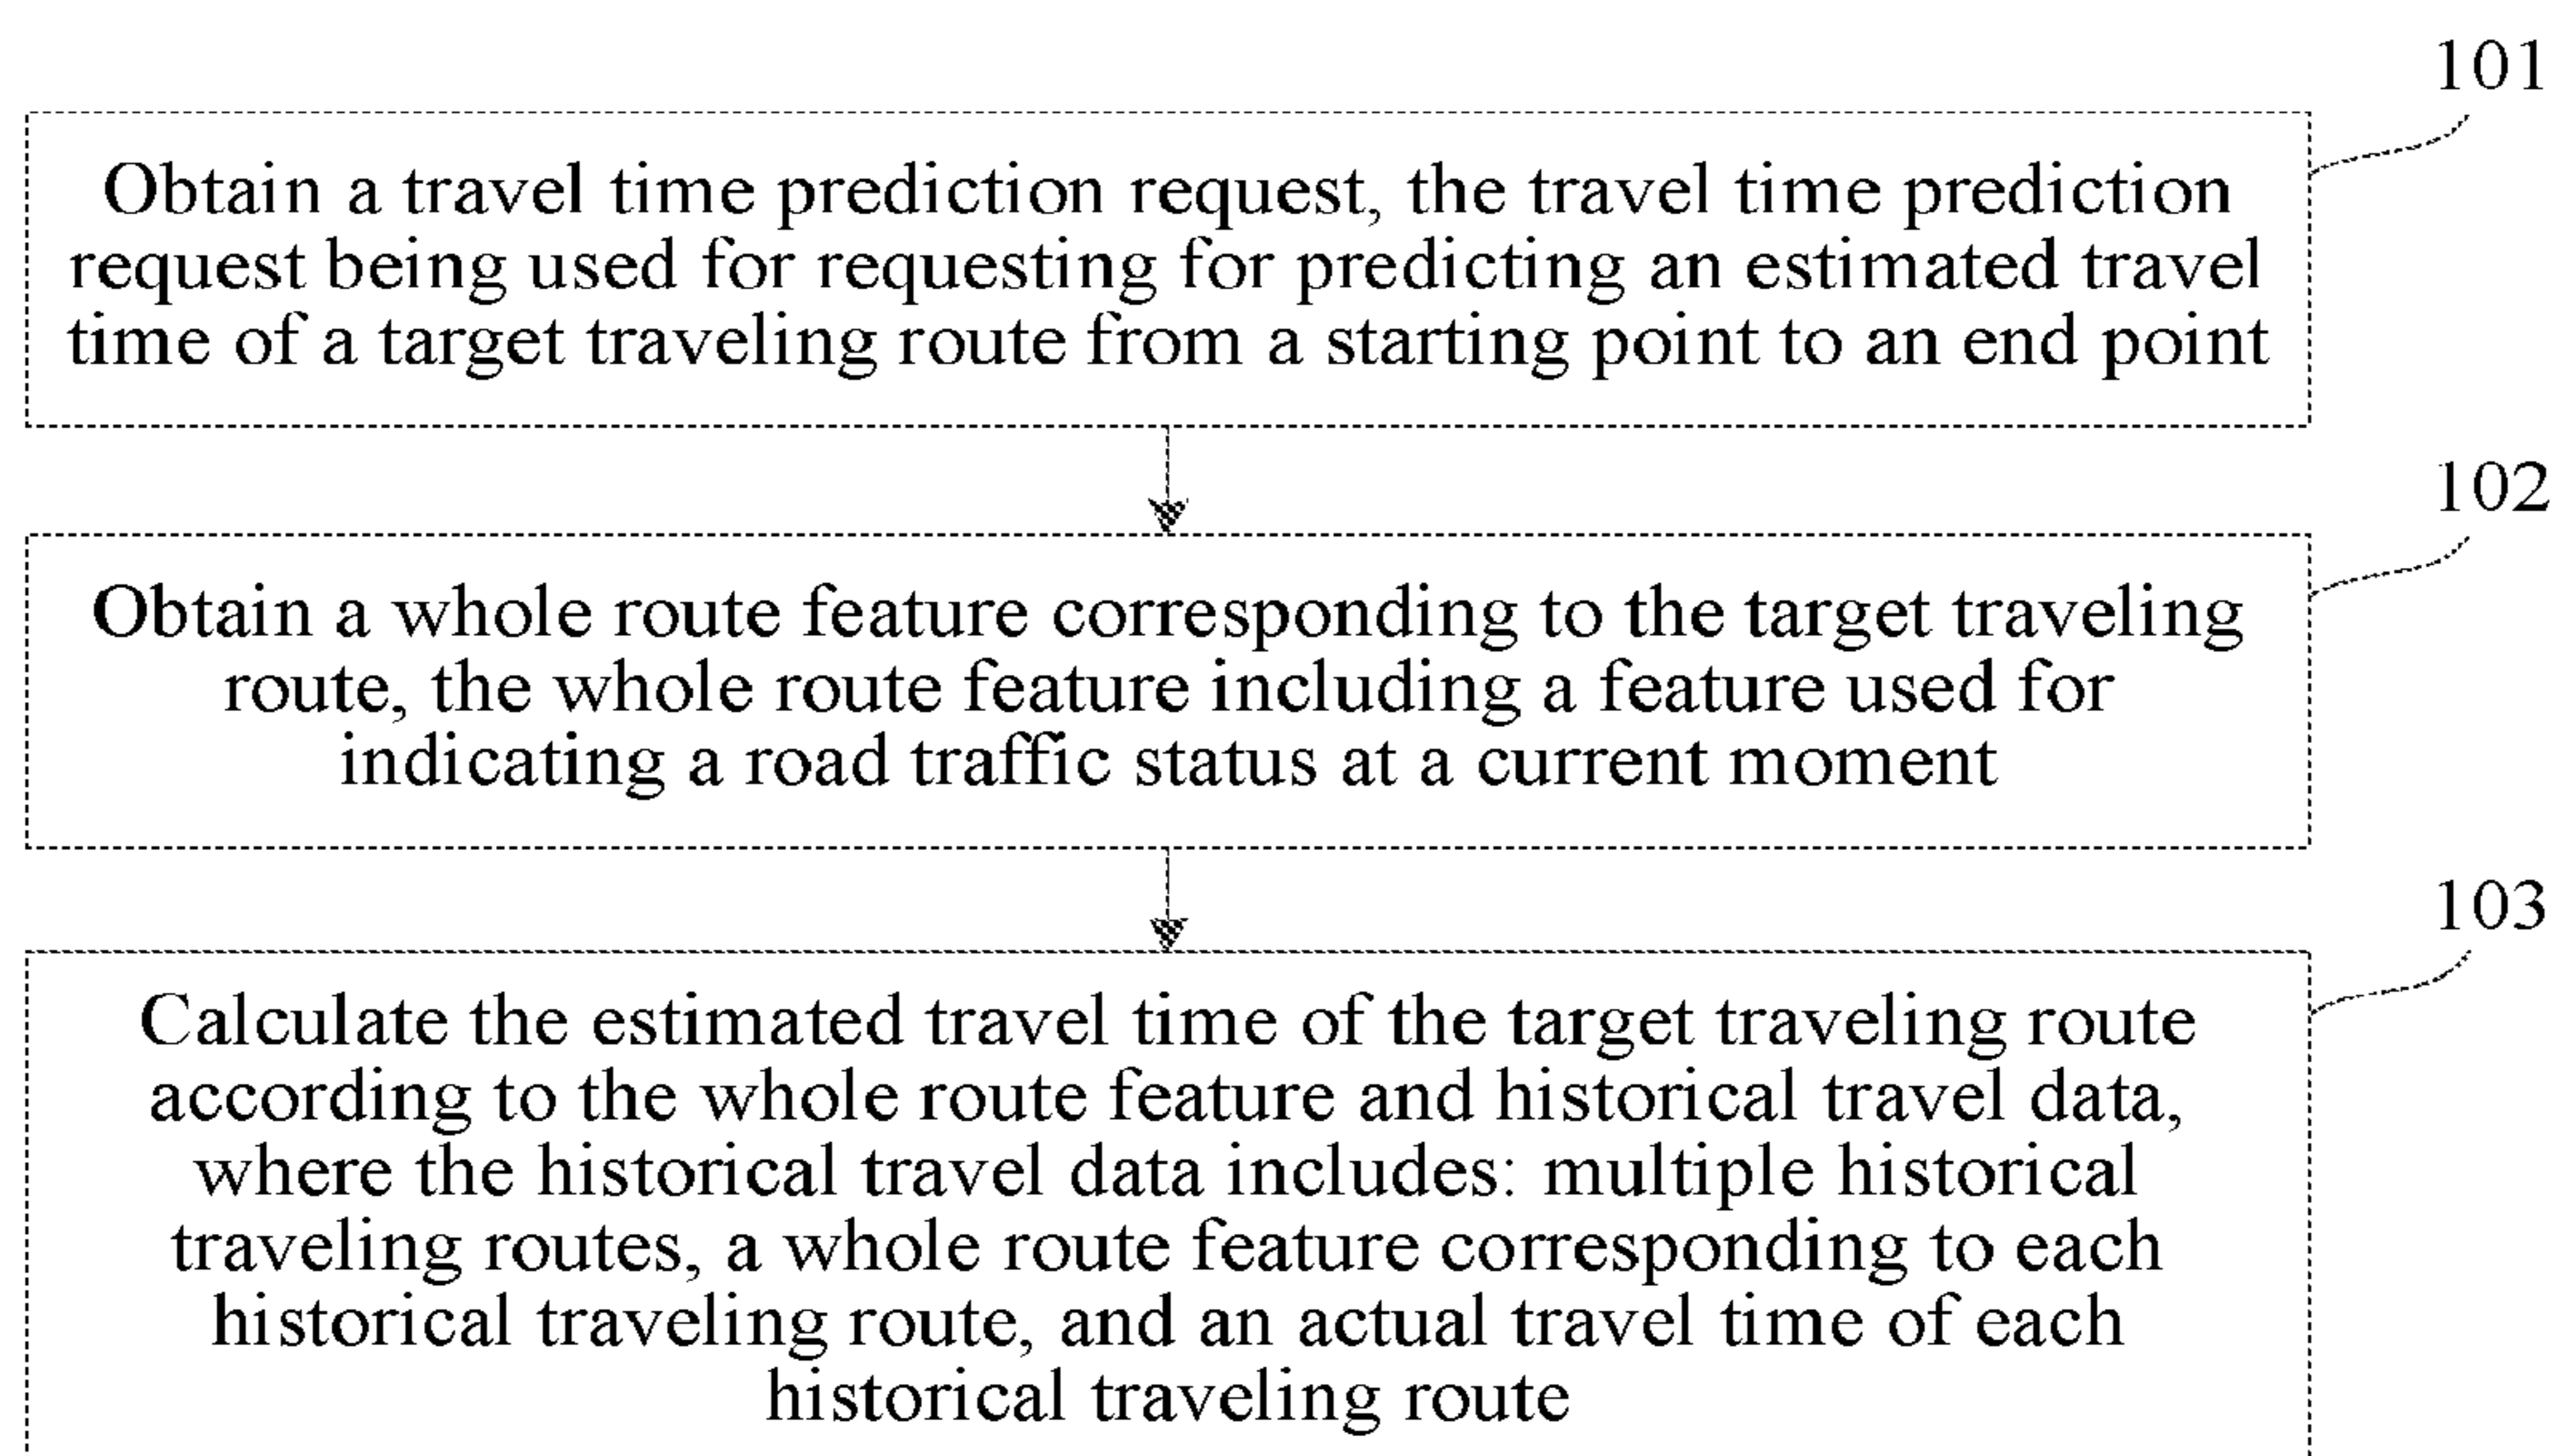 101
Obtain a travel time prediction request, the travel time prediction
request being used for requesting for predicting an estimated travel
time of a target traveling route from a starting point to an end point
102
Obtain a whole route feature corresponding to the target traveling
route, the whole route feature including a feature used for
indicating a road traffic status at a current moment
103
Calculate the estimated travel time of the target traveling route
according to the whole route feature and historical travel data,
where the historical travel data includes: multiple historical
traveling routes, a whole route feature corresponding to each
historical traveling route, and an actual travel time of each
historical traveling route